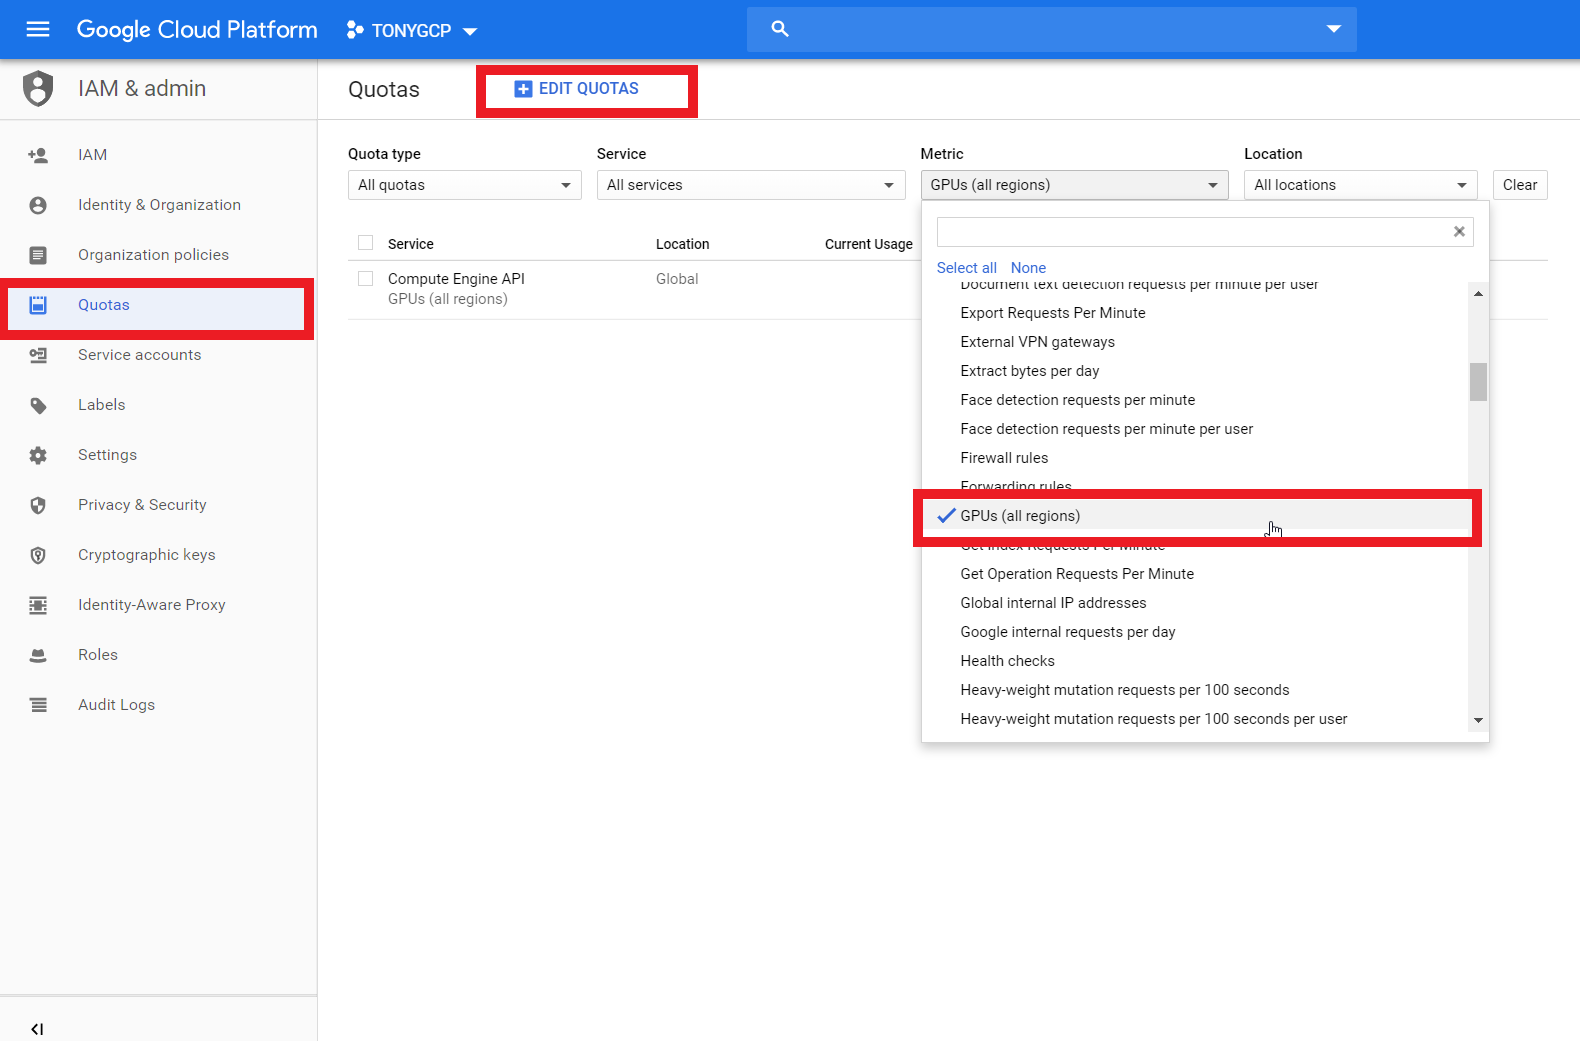 Google Cloud Platform TONYGCP
IAM & admin
Quotas
EDIT QUOTAS
IAM
Identity & Organization
Organization policies
Quotas
Service accounts
Labels
Settings
Privacy & Security
Cryptographic keys
Identity-Aware Proxy
Roles
Audit Logs
Quota type Service Metric Location
All quotas All services GPUs (all regions) All locations Clear
Service Location Current Usage
Compute Engine API Global
GPUs (all regions)
Select all None
Document text detection requests per minute per user
Export Requests Per Minute
External VPN gateways
Extract bytes per day
Face detection requests per minute
Face detection requests per minute per user
Firewall rules
Forwarding rules
GPUs (all regions)
Get Index Requests Per Minute
Get Operation Requests Per Minute
Global internal IP addresses
Google internal requests per day
Health checks
Heavy-weight mutation requests per 100 seconds
Heavy-weight mutation requests per 100 seconds per user